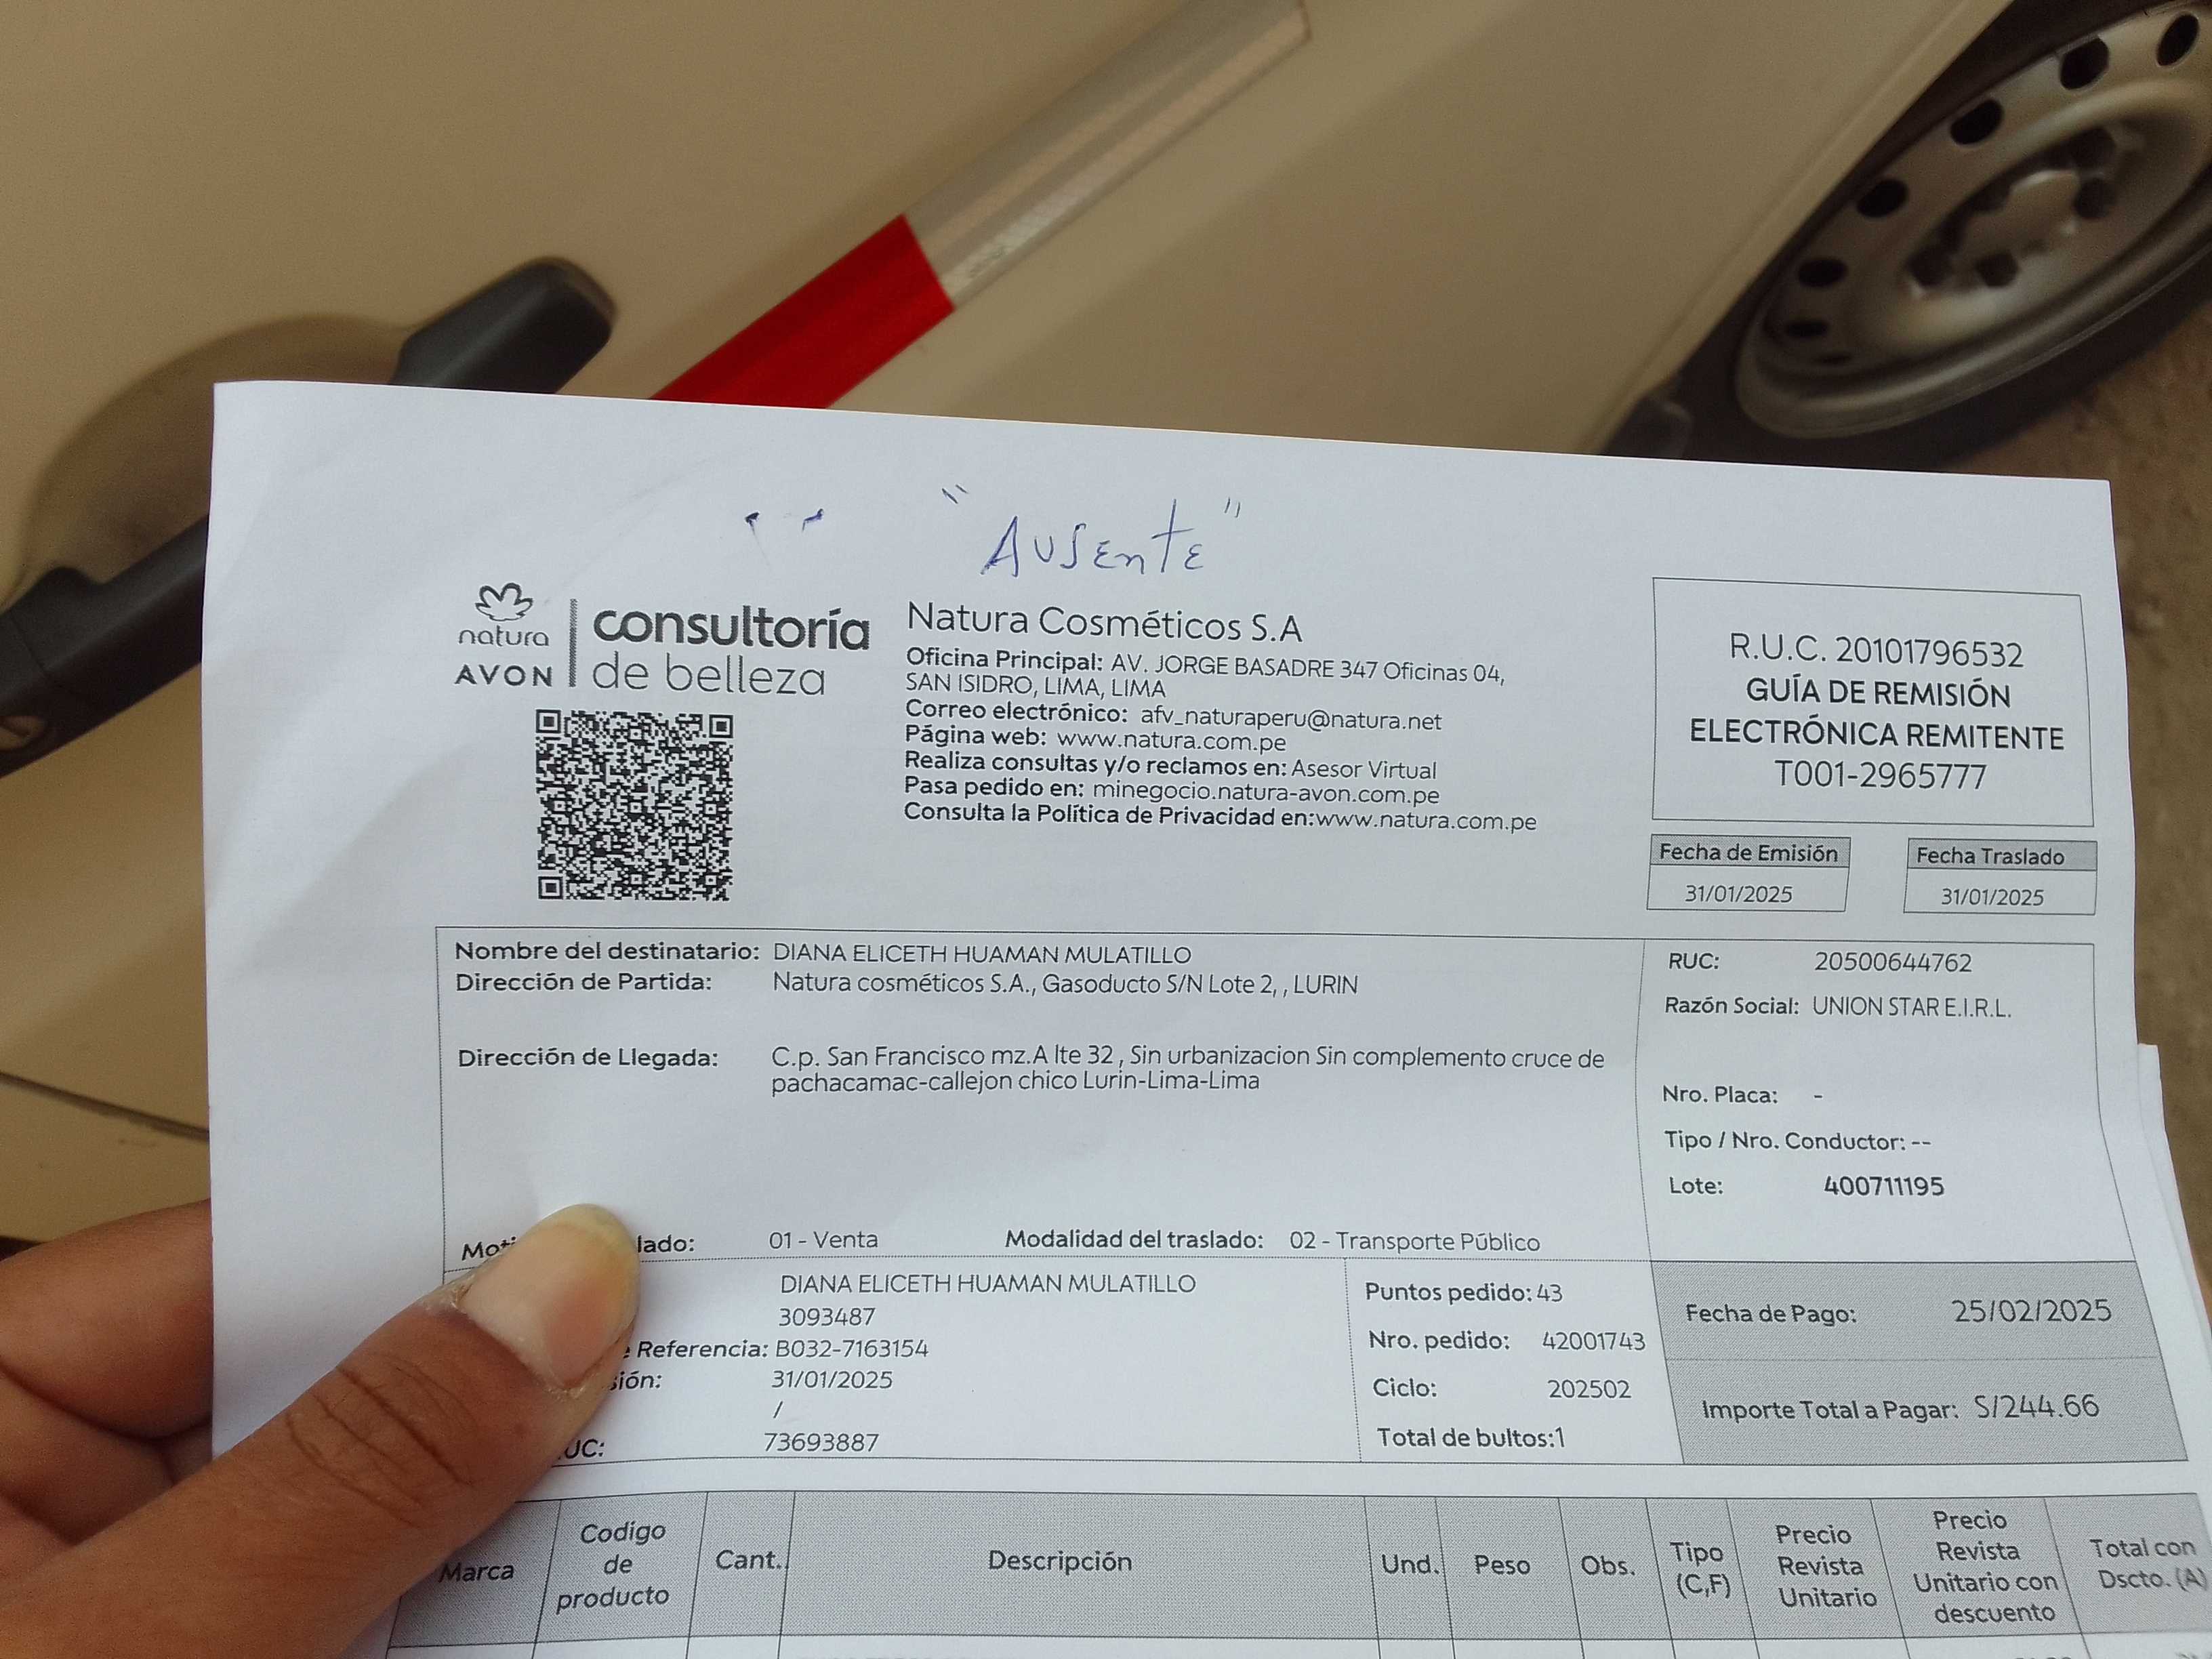 "Ausente"
natura
AVON
consultoría
de belleza
Natura Cosméticos S.A
Oficina Principal: AV. JORGE BASADRE 347 Oficinas 04,
SAN ISIDRO, LIMA, LIMA
Correo electrónico: afv_naturaperu@natura.net
Página web: www.natura.com.pe
Realiza consultas y/o reclamos en: Asesor Virtual
Pasa pedido en: minegocio.natura-avon.com.pe
Consulta la Política de Privacidad en:www.natura.com.pe
R.U.C. 20101796532
GUÍA DE REMISIÓN
ELECTRÓNICA REMITENTE
T001-2965777
Fecha de Emisión
31/01/2025
Fecha Traslado
31/01/2025
Nombre del destinatario: DIANA ELICETH HUAMAN MULATILLO
Dirección de Partida: Natura cosméticos S.A., Gasoducto S/N Lote 2, , LURIN
Dirección de Llegada: C.p. San Francisco mz.A lte 32 , Sin urbanizacion Sin complemento cruce de
pachacamac-callejon chico Lurin-Lima-Lima
RUC: 20500644762
Razón Social: UNION STAR E.I.R.L.
Nro. Placa: -
Tipo / Nro. Conductor: --
Lote: 400711195
01 - Venta
Modalidad del traslado: 02 - Transporte Público
DIANA ELICETH HUAMAN MULATILLO
3093487
Referencia: B032-7163154
31/01/2025
/
73693887
Puntos pedido: 43
Nro. pedido: 42001743
Ciclo: 202502
Total de bultos:1
Fecha de Pago: 25/02/2025
Importe Total a Pagar: S/244.66
Marca
Codigo
de
producto
Cant.
Descripción
Und.
Peso
Obs.
Tipo
(C,F)
Precio
Revista
Unitario
Precio
Revista
Unitario con
descuento
Total con
Dscto. (A)